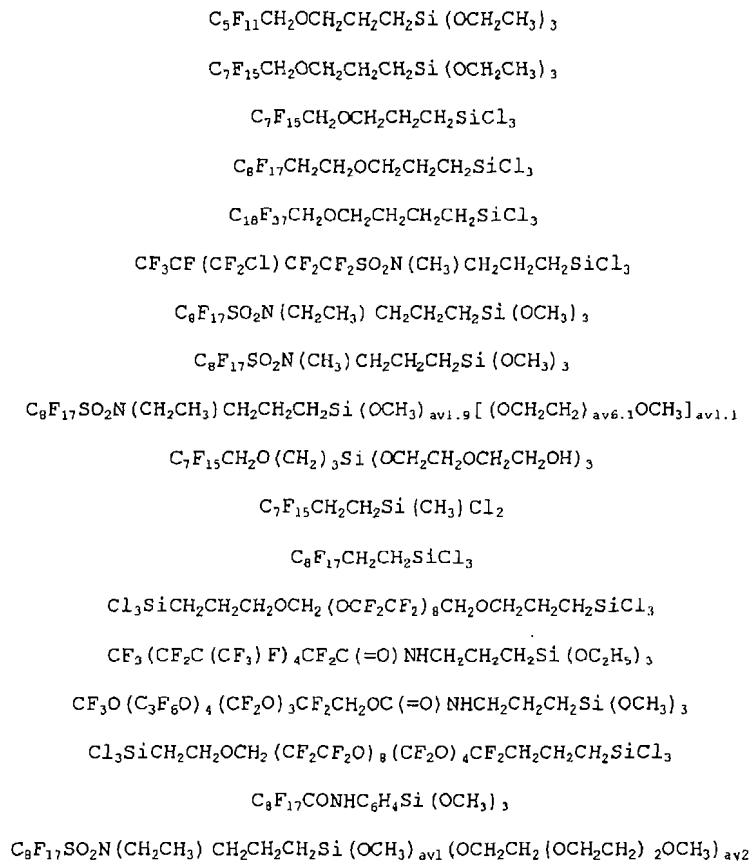 C₅F₁₁CH₂OCH₂CH₂CH₂Si(OCH₂CH₃)₃
C₇F₁₅CH₂OCH₂CH₂CH₂Si(OCH₂CH₃)₃
C₇F₁₅CH₂OCH₂CH₂CH₂SiCl₃
C₈F₁₇CH₂CH₂OCH₂CH₂CH₂SiCl₃
C₁₈F₃₇CH₂OCH₂CH₂CH₂CH₂SiCl₃
CF₃CF(CF₂Cl)CF₂CF₂SO₂N(CH₃)CH₂CH₂CH₂SiCl₃
C₈F₁₇SO₂N(CH₂CH₃) CH₂CH₂CH₂Si(OCH₃)₃
C₈F₁₇SO₂N(CH₃)CH₂CH₂CH₂Si(OCH₃)₃
C₈F₁₇SO₂N(CH₂CH₃)CH₂CH₂CH₂Si(OCH₃)ₐᵥ₁.₉[(OCH₂CH₂)ₐᵥ₆.₁OCH₃]ₐᵥ₁.₁
C₇F₁₅CH₂O(CH₂)₃Si(OCH₂CH₂OCH₂CH₂OH)₃
C₇F₁₅CH₂CH₂Si(CH₃)Cl₂
C₈F₁₇CH₂CH₂SiCl₃
Cl₃SiCH₂CH₂CH₂OCH₂(OCF₂CF₂)₈CH₂OCH₂CH₂CH₂SiCl₃
CF₃(CF₂C(CF₃)F)₄CF₂C(=O)NHCH₂CH₂CH₂Si(OC₂H₅)₃
CF₃O(C₃F₆O)₄(CF₂O)₃CF₂CH₂OC(=O)NHCH₂CH₂CH₂Si(OCH₃)₃
Cl₃SiCH₂CH₂OCH₂(CF₂CF₂O)₈(CF₂O)₄CF₂CH₂CH₂CH₂SiCl₃
C₈F₁₇CONHC₆H₄Si(OCH₃)₃
C₈F₁₇SO₂N(CH₂CH₃) CH₂CH₂CH₂Si(OCH₃)ₐᵥ₁(OCH₂CH₂(OCH₂CH₂)₂OCH₃)ₐᵥ₂